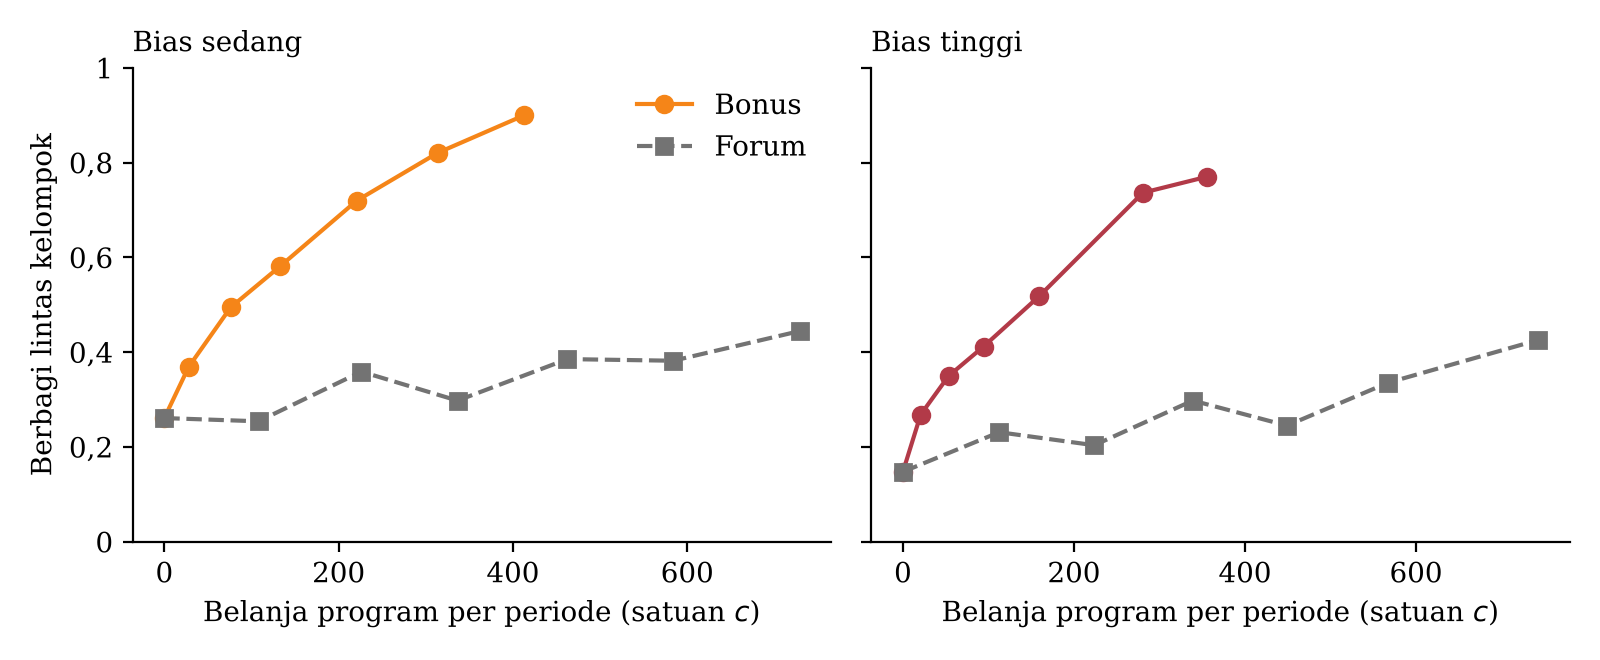 Bias sedang
Bias tinggi
Berbagi lintas kelompok
1
0,8
0,6
0,4
0,2
0
Bonus
Forum
0 200 400 600
0 200 400 600
Belanja program per periode (satuan c)
Belanja program per periode (satuan c)